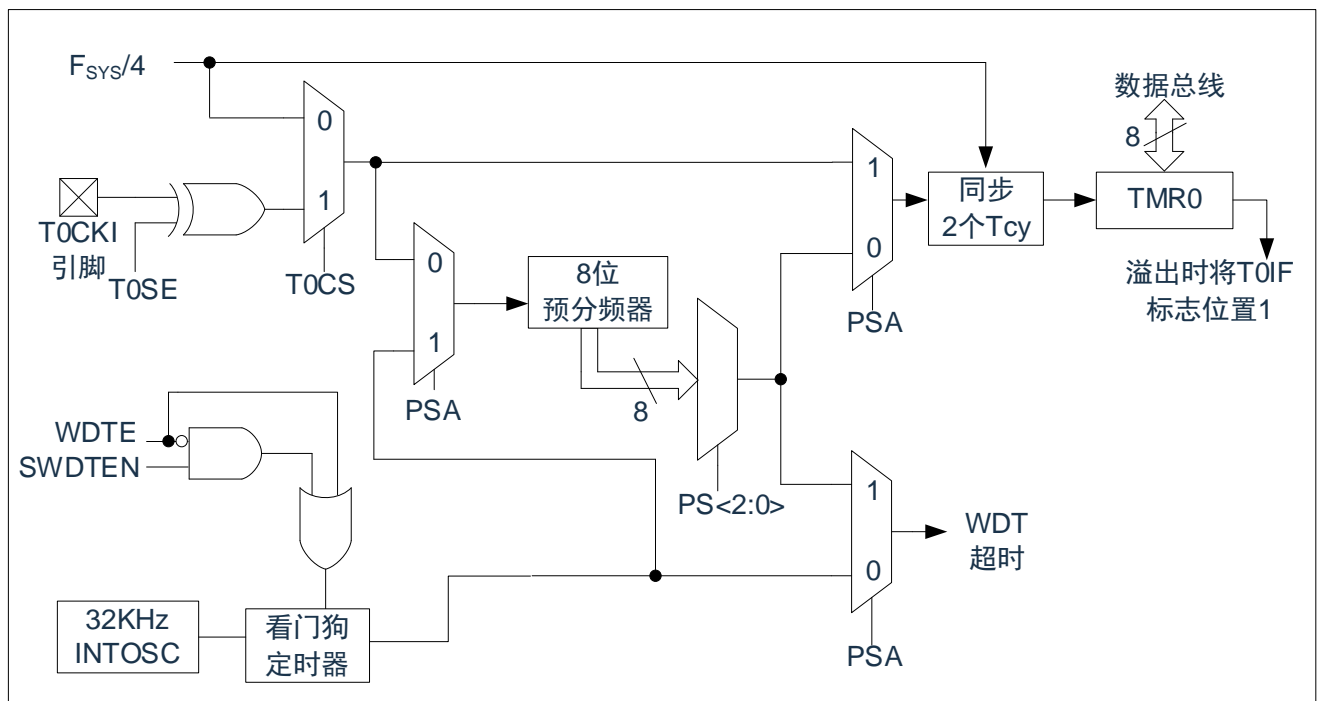 FSYS/4
0
1
T0CKI
引脚
T0SE
T0CS
0
1
PSA
8位
预分频器
8
PS<2:0>
1
0
PSA
同步
2个Tcy
数据总线
8
TMR0
溢出时将T0IF
标志位置1
WDTE
SWDTEN
32KHz
INTOSC
看门狗
定时器
1
0
PSA
WDT
超时